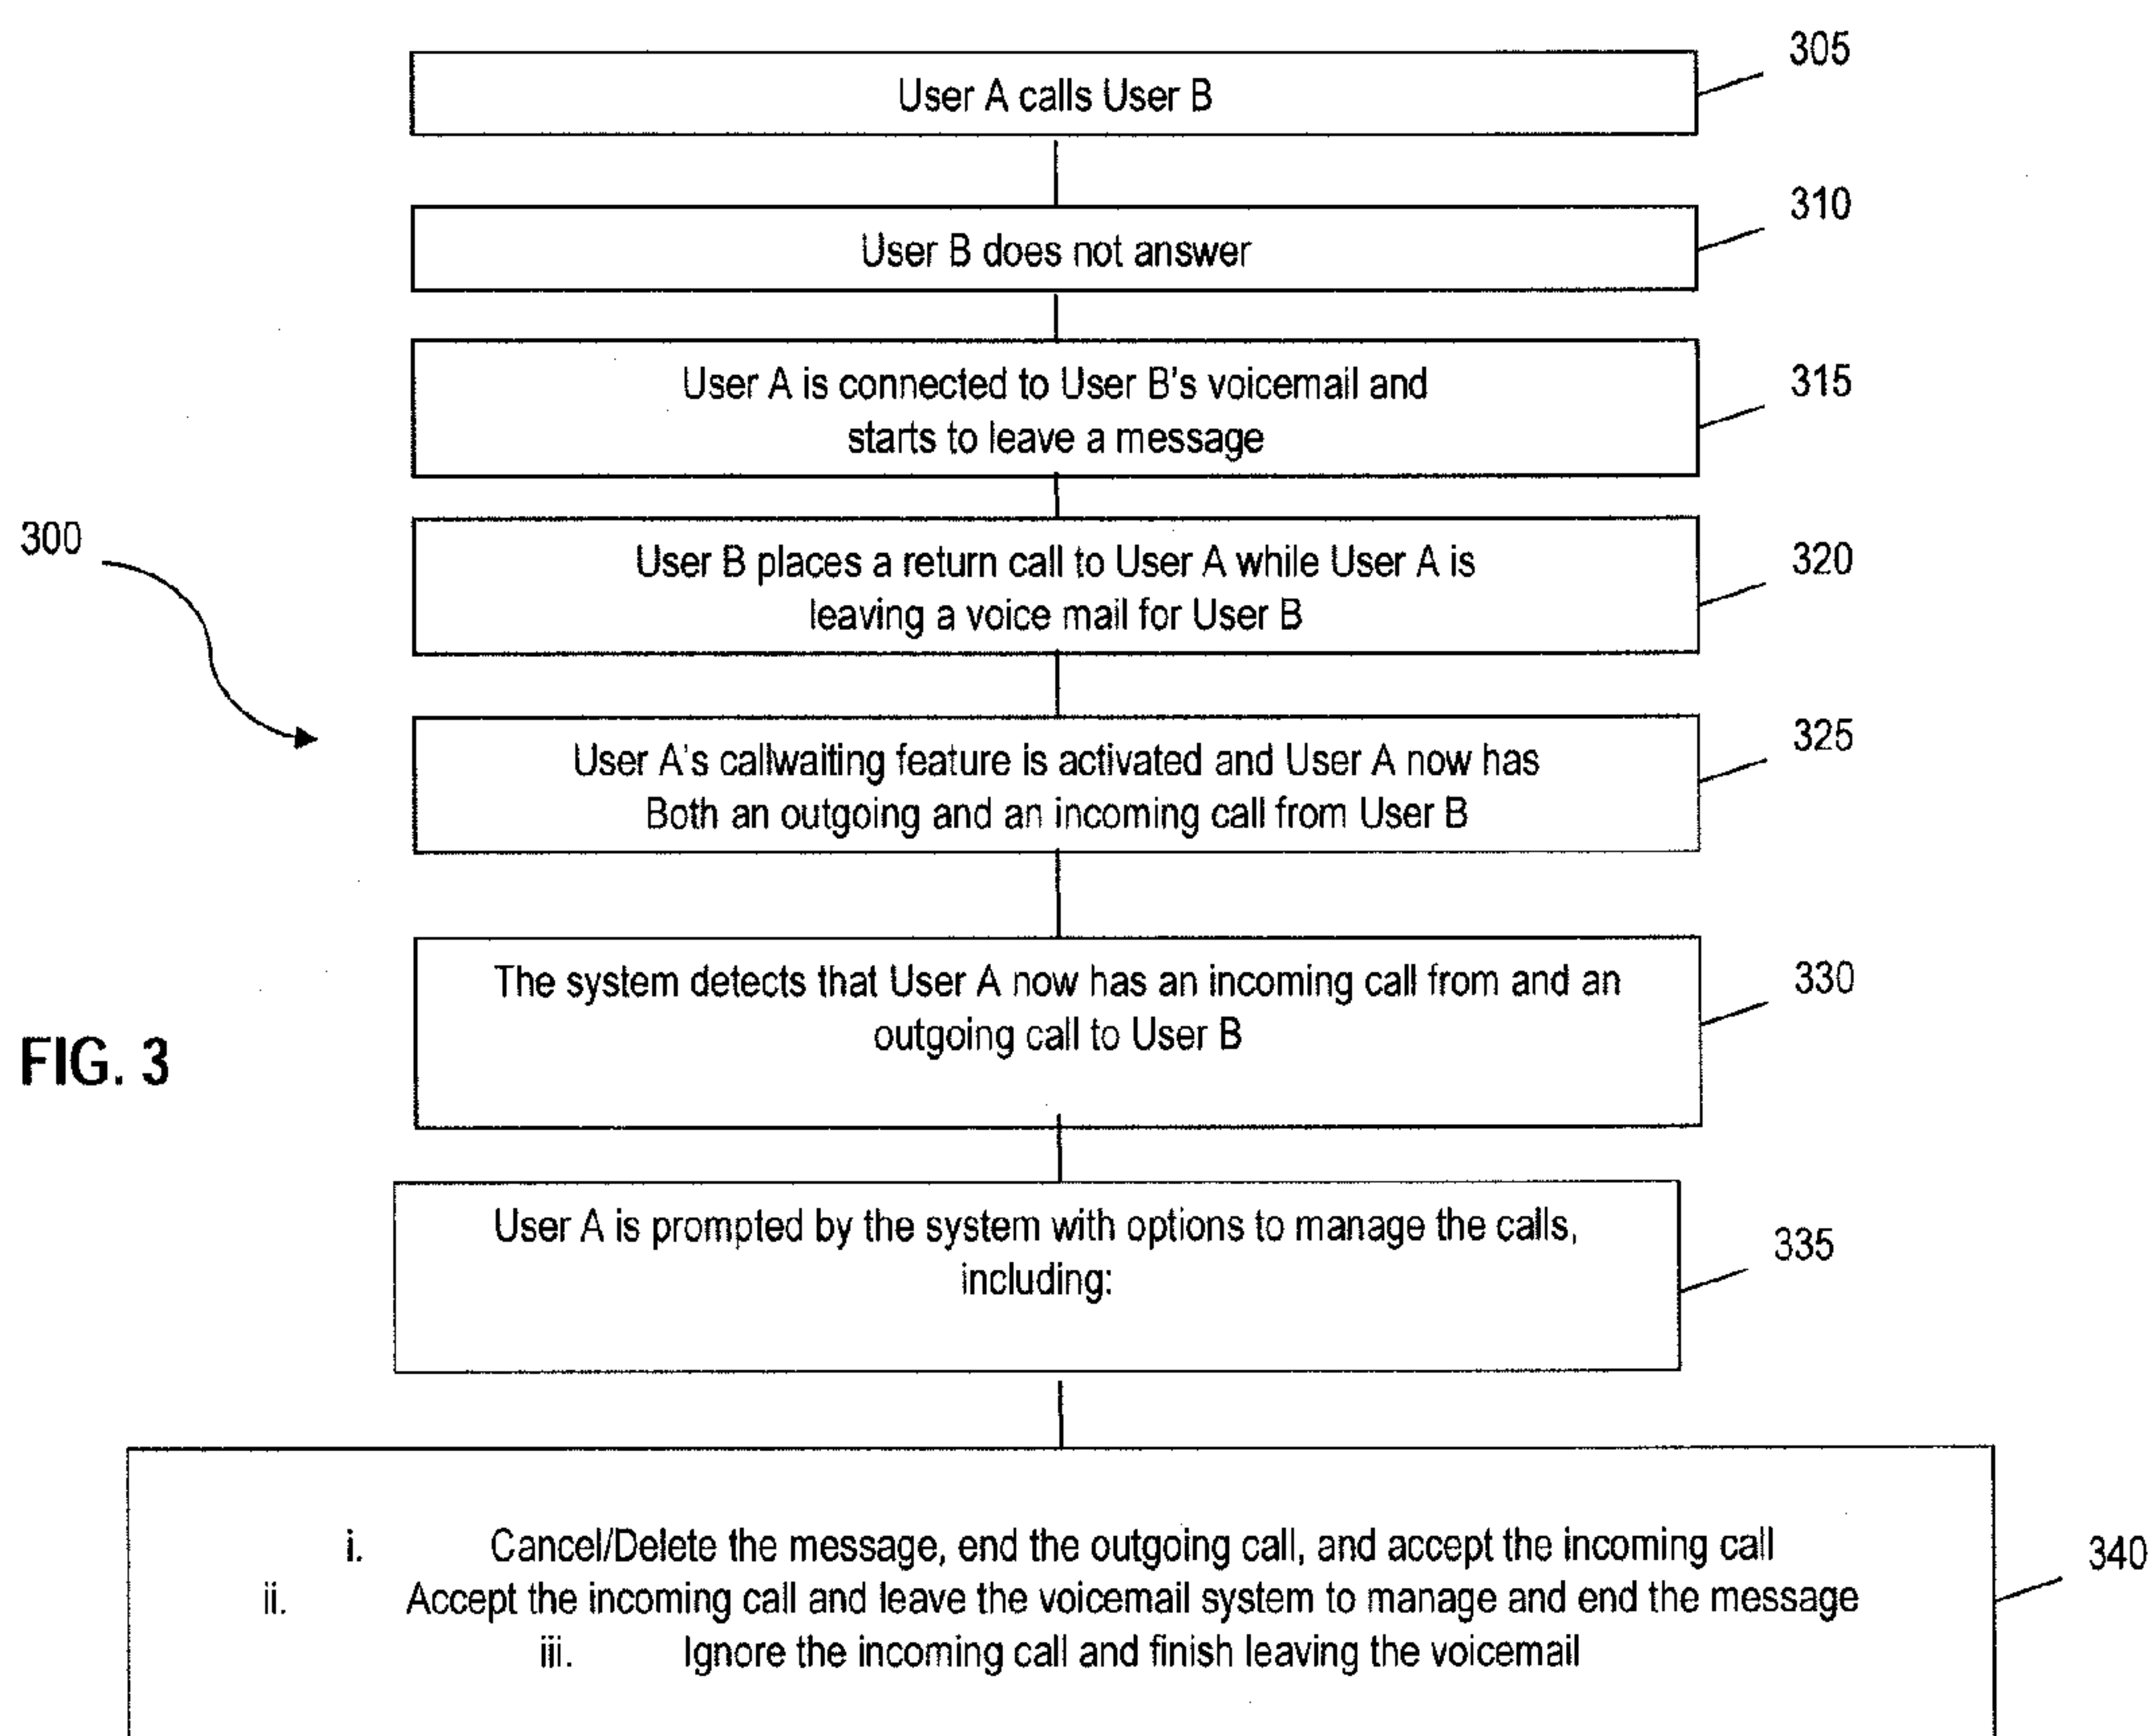 User A calls User B
305
User B does not answer
310
User A is connected to User B's voicemail and
starts to leave a message
315
300
User B places a return call to User A while User A is
leaving a voice mail for User B
320
User A's callwaiting feature is activated and User A now has
Both an outgoing and an incoming call from User B
325
The system detects that User A now has an incoming call from and an
outgoing call to User B
330
FIG. 3
User A is prompted by the system with options to manage the calls,
including:
335
i. Cancel/Delete the message, end the outgoing call, and accept the incoming call
ii. Accept the incoming call and leave the voicemail system to manage and end the message
iii. Ignore the incoming call and finish leaving the voicemail
340